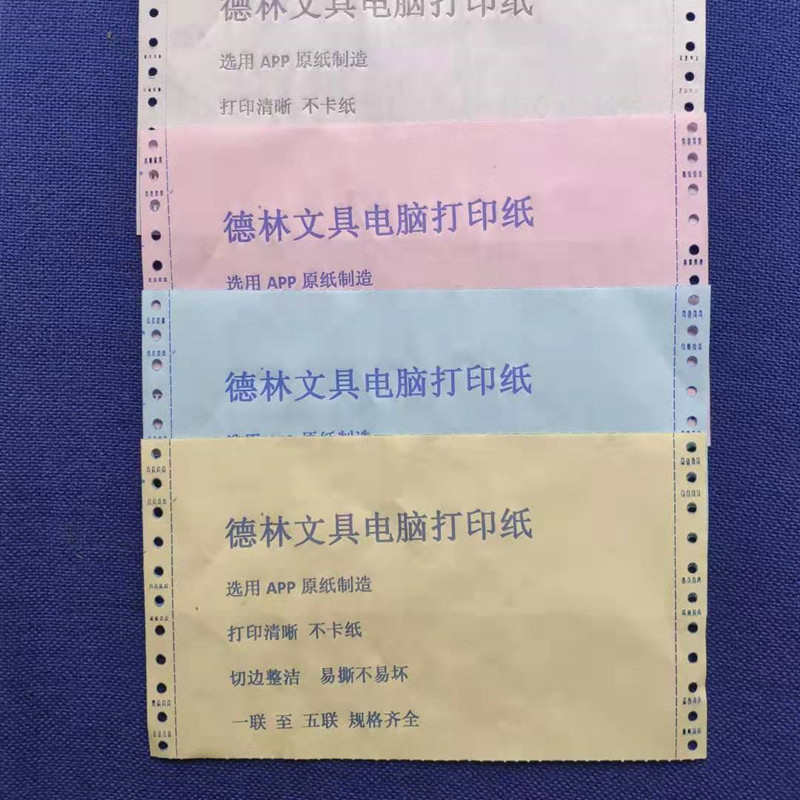 德林文具电脑打印纸
选用 APP 原纸制造
打印清晰 不卡纸
德林文具电脑打印纸
选用 APP 原纸制造
德林文具电脑打印纸
德林文具电脑打印纸
选用 APP 原纸制造
打印清晰 不卡纸
切边整洁 易撕不易坏
一联 至 五联 规格齐全